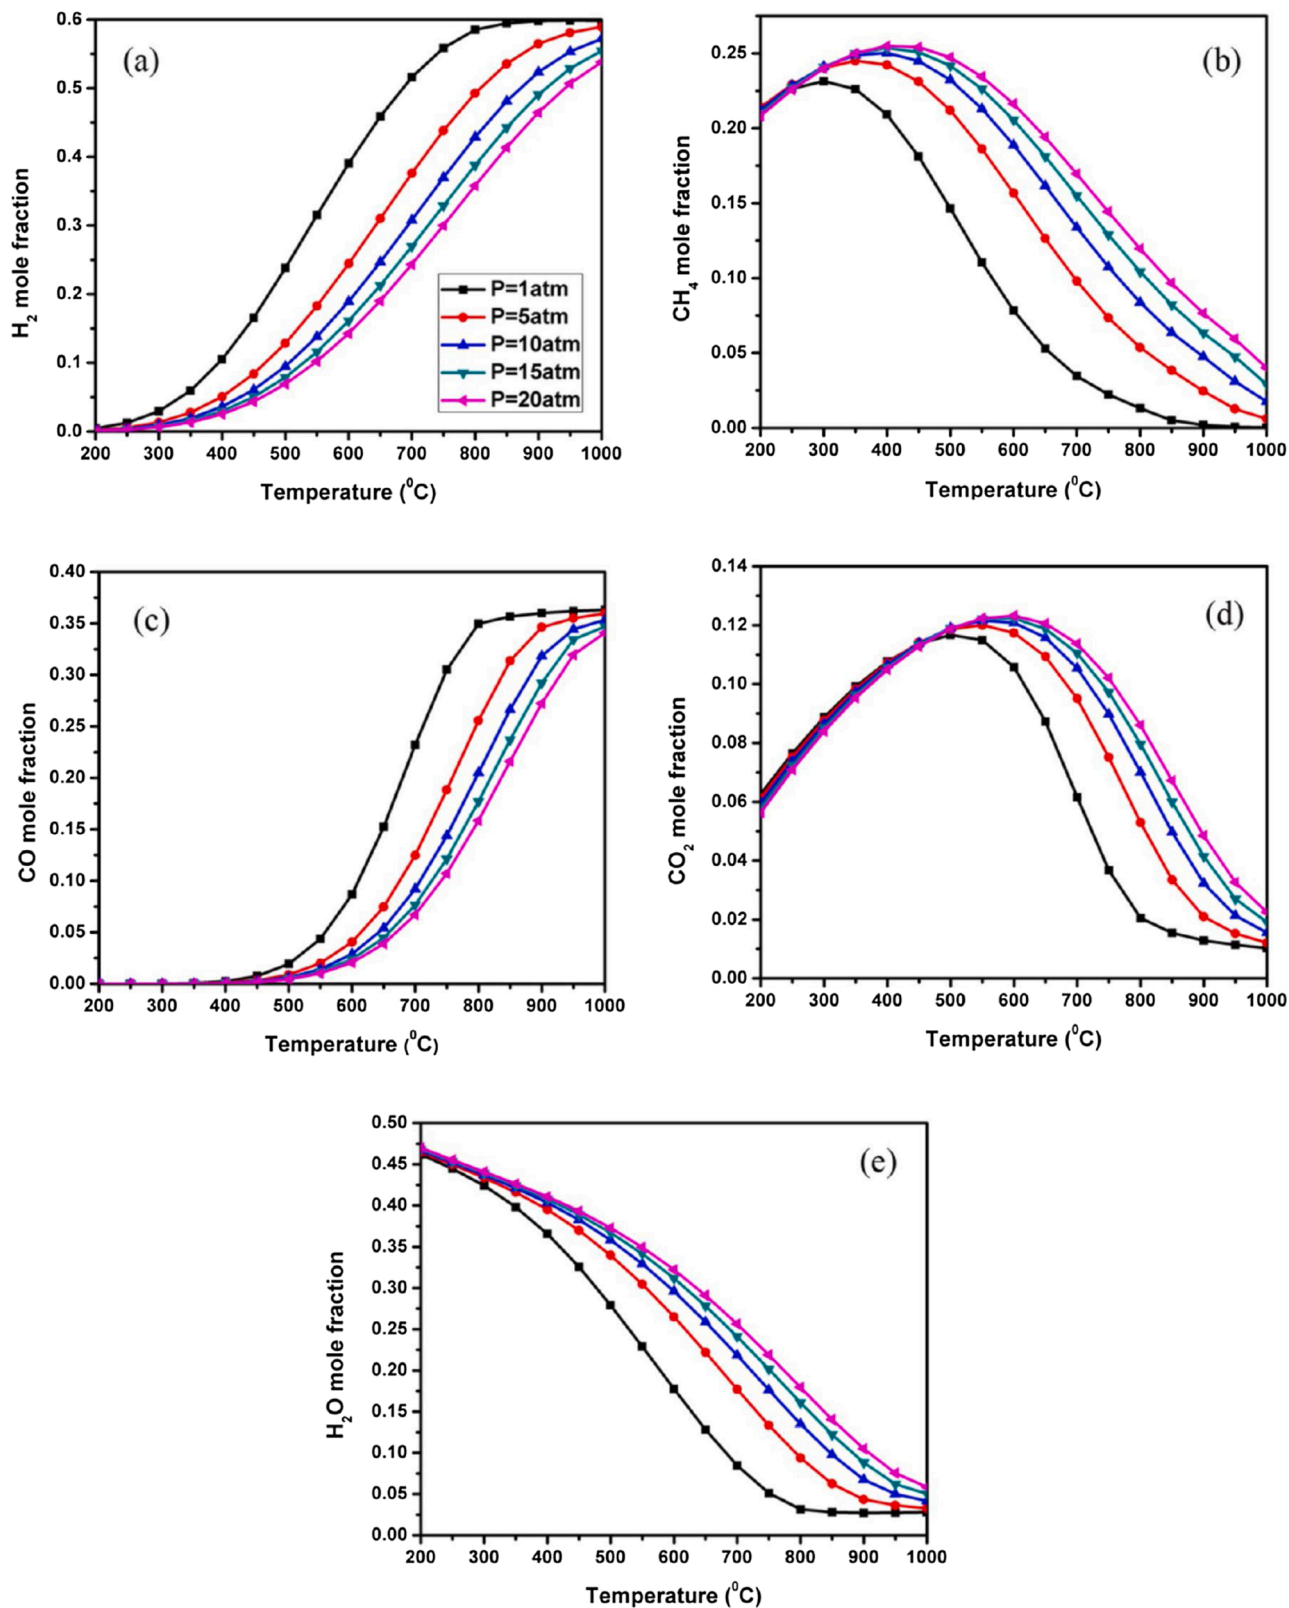 (a)
H2 mole fraction
0.6
0.5
0.4
0.3
0.2
0.1
0.0
P=1atm
P=5atm
P=10atm
P=15atm
P=20atm
200 300 400 500 600 700 800 900 1000
Temperature (⁰C)
(b)
CH4 mole fraction
0.25
0.20
0.15
0.10
0.05
0.00
200 300 400 500 600 700 800 900 1000
Temperature (⁰C)
(c)
CO mole fraction
0.40
0.35
0.30
0.25
0.20
0.15
0.10
0.05
0.00
200 300 400 500 600 700 800 900 1000
Temperature (⁰C)
(d)
CO2 mole fraction
0.14
0.12
0.10
0.08
0.06
0.04
0.02
0.00
200 300 400 500 600 700 800 900 1000
Temperature (⁰C)
(e)
H2O mole fraction
0.50
0.45
0.40
0.35
0.30
0.25
0.20
0.15
0.10
0.05
0.00
200 300 400 500 600 700 800 900 1000
Temperature (⁰C)